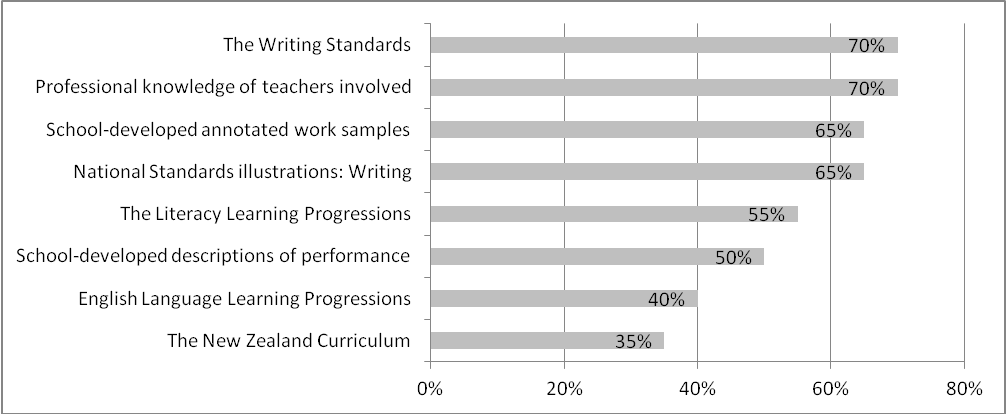 The Writing Standards 70%
Professional knowledge of teachers involved 70%
School-developed annotated work samples 65%
National Standards illustrations: Writing 65%
The Literacy Learning Progressions 55%
School-developed descriptions of performance 50%
English Language Learning Progressions 40%
The New Zealand Curriculum 35%
0% 20% 40% 60% 80%